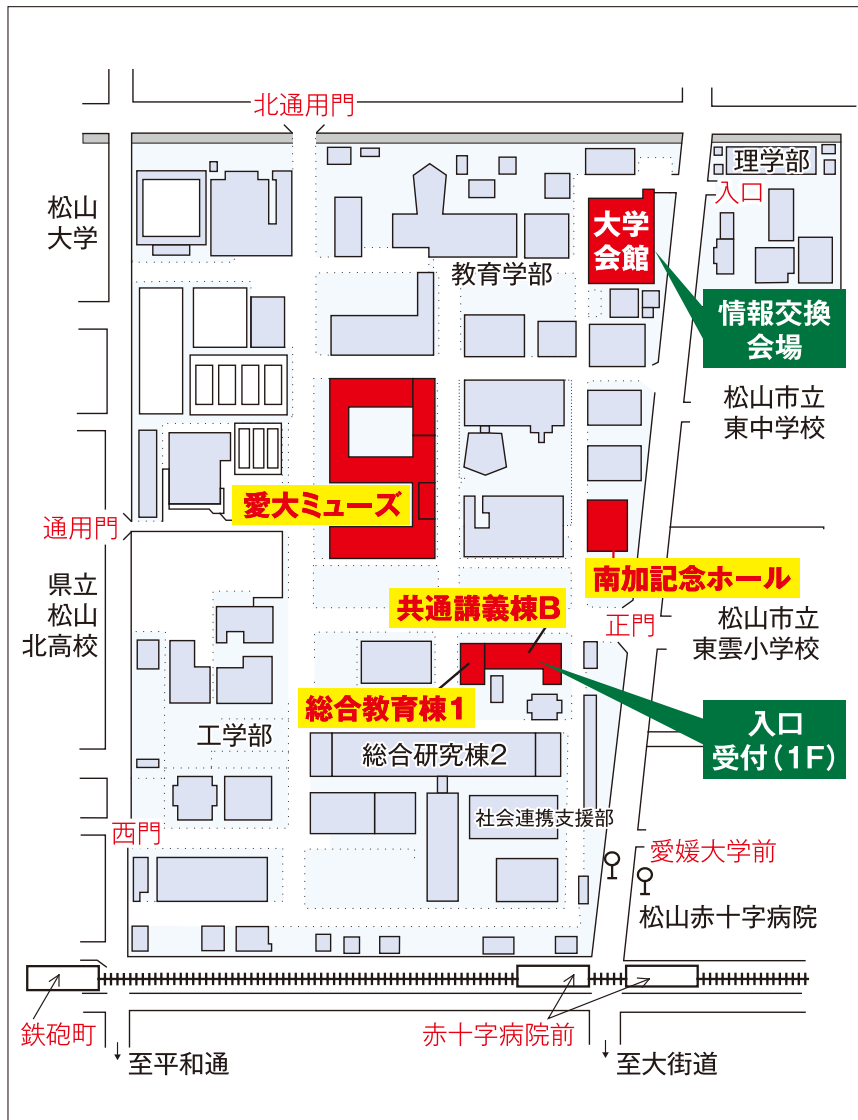 北通用門
理学部
松山
大学
入口
大学
会館
教育学部
情報交換
会場
松山市立
東中学校
愛大ミューズ
通用門
南加記念ホール
県立
松山
北高校
共通講義棟B
正門
松山市立
東雲小学校
総合教育棟1
入口
受付（1F）
工学部
総合研究棟2
社会連携支援部
西門
愛媛大学前
松山赤十字病院
鉄砲町
赤十字病院前
至平和通
至大街道